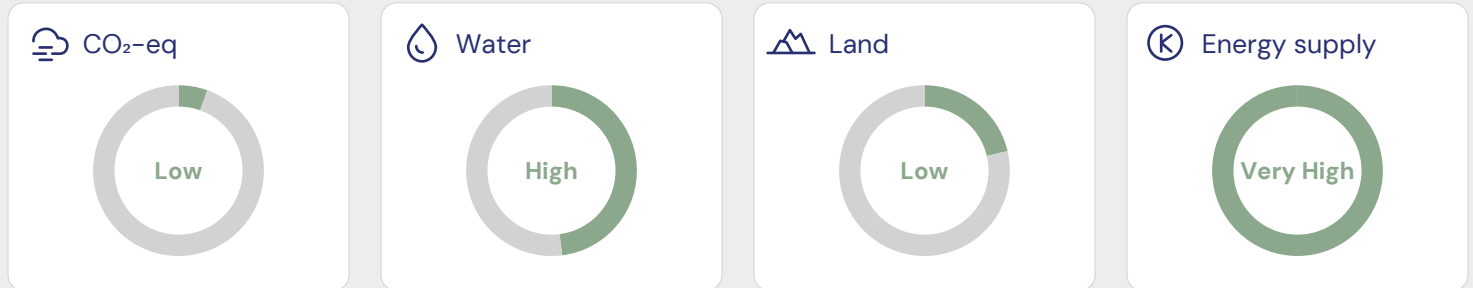 CO₂-eq
Low
Water
High
Land
Low
Energy supply
Very High